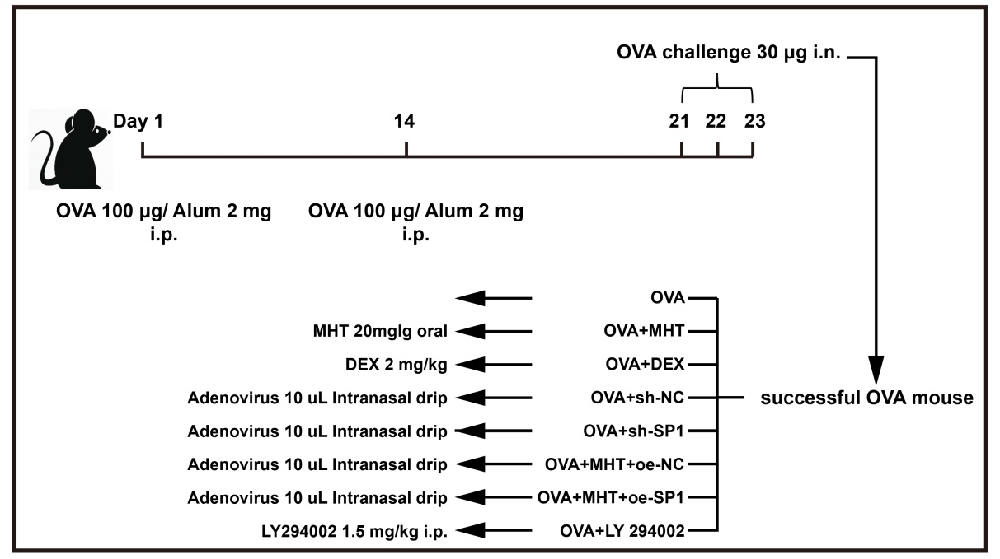 OVA challenge 30 µg i.n.
Day 1 14 21 22 23
OVA 100 µg/ Alum 2 mg
i.p.
OVA 100 µg/ Alum 2 mg
i.p.
OVA
MHT 20mglg oral OVA+MHT
DEX 2 mg/kg OVA+DEX
Adenovirus 10 uL Intranasal drip OVA+sh-NC
successful OVA mouse
Adenovirus 10 uL Intranasal drip OVA+sh-SP1
Adenovirus 10 uL Intranasal drip OVA+MHT+oe-NC
Adenovirus 10 uL Intranasal drip OVA+MHT+oe-SP1
LY294002 1.5 mg/kg i.p. OVA+LY 294002